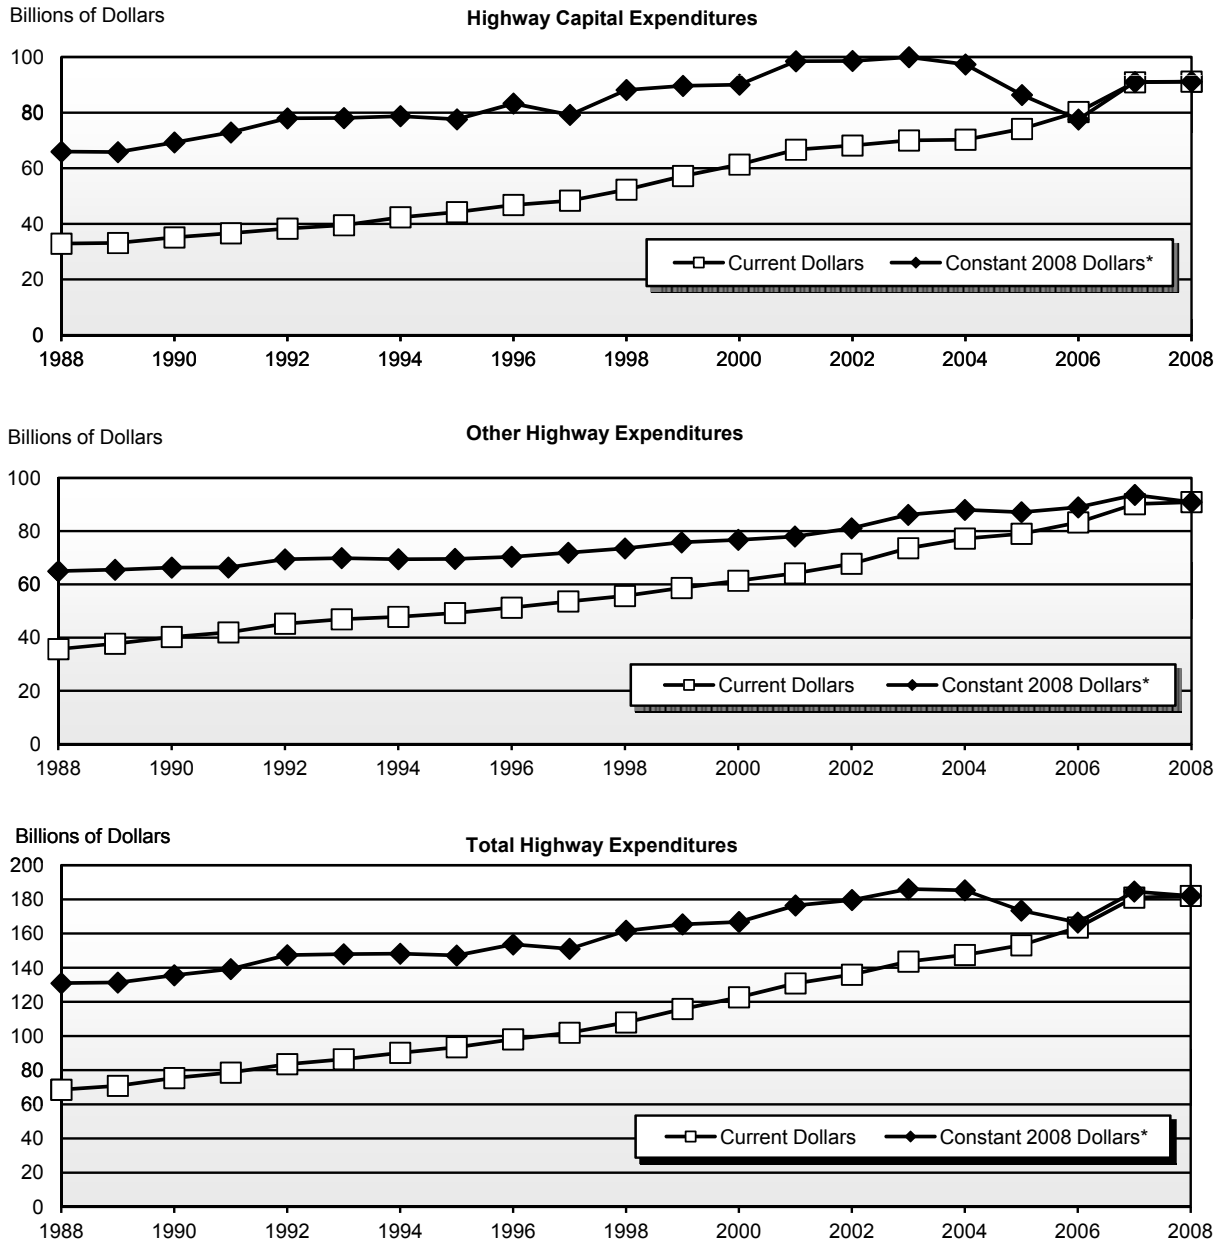 Billions of Dollars
Highway Capital Expenditures
100
80
60
40
20
0
Current Dollars Constant 2008 Dollars*
1988 1990 1992 1994 1996 1998 2000 2002 2004 2006 2008
Other Highway Expenditures
Billions of Dollars
100
80
60
40
20
0
Current Dollars Constant 2008 Dollars*
1988 1990 1992 1994 1996 1998 2000 2002 2004 2006 2008
Billions of Dollars
Total Highway Expenditures
200
180
160
140
120
100
80
60
40
20
0
Current Dollars Constant 2008 Dollars*
1988 1990 1992 1994 1996 1998 2000 2002 2004 2006 2008